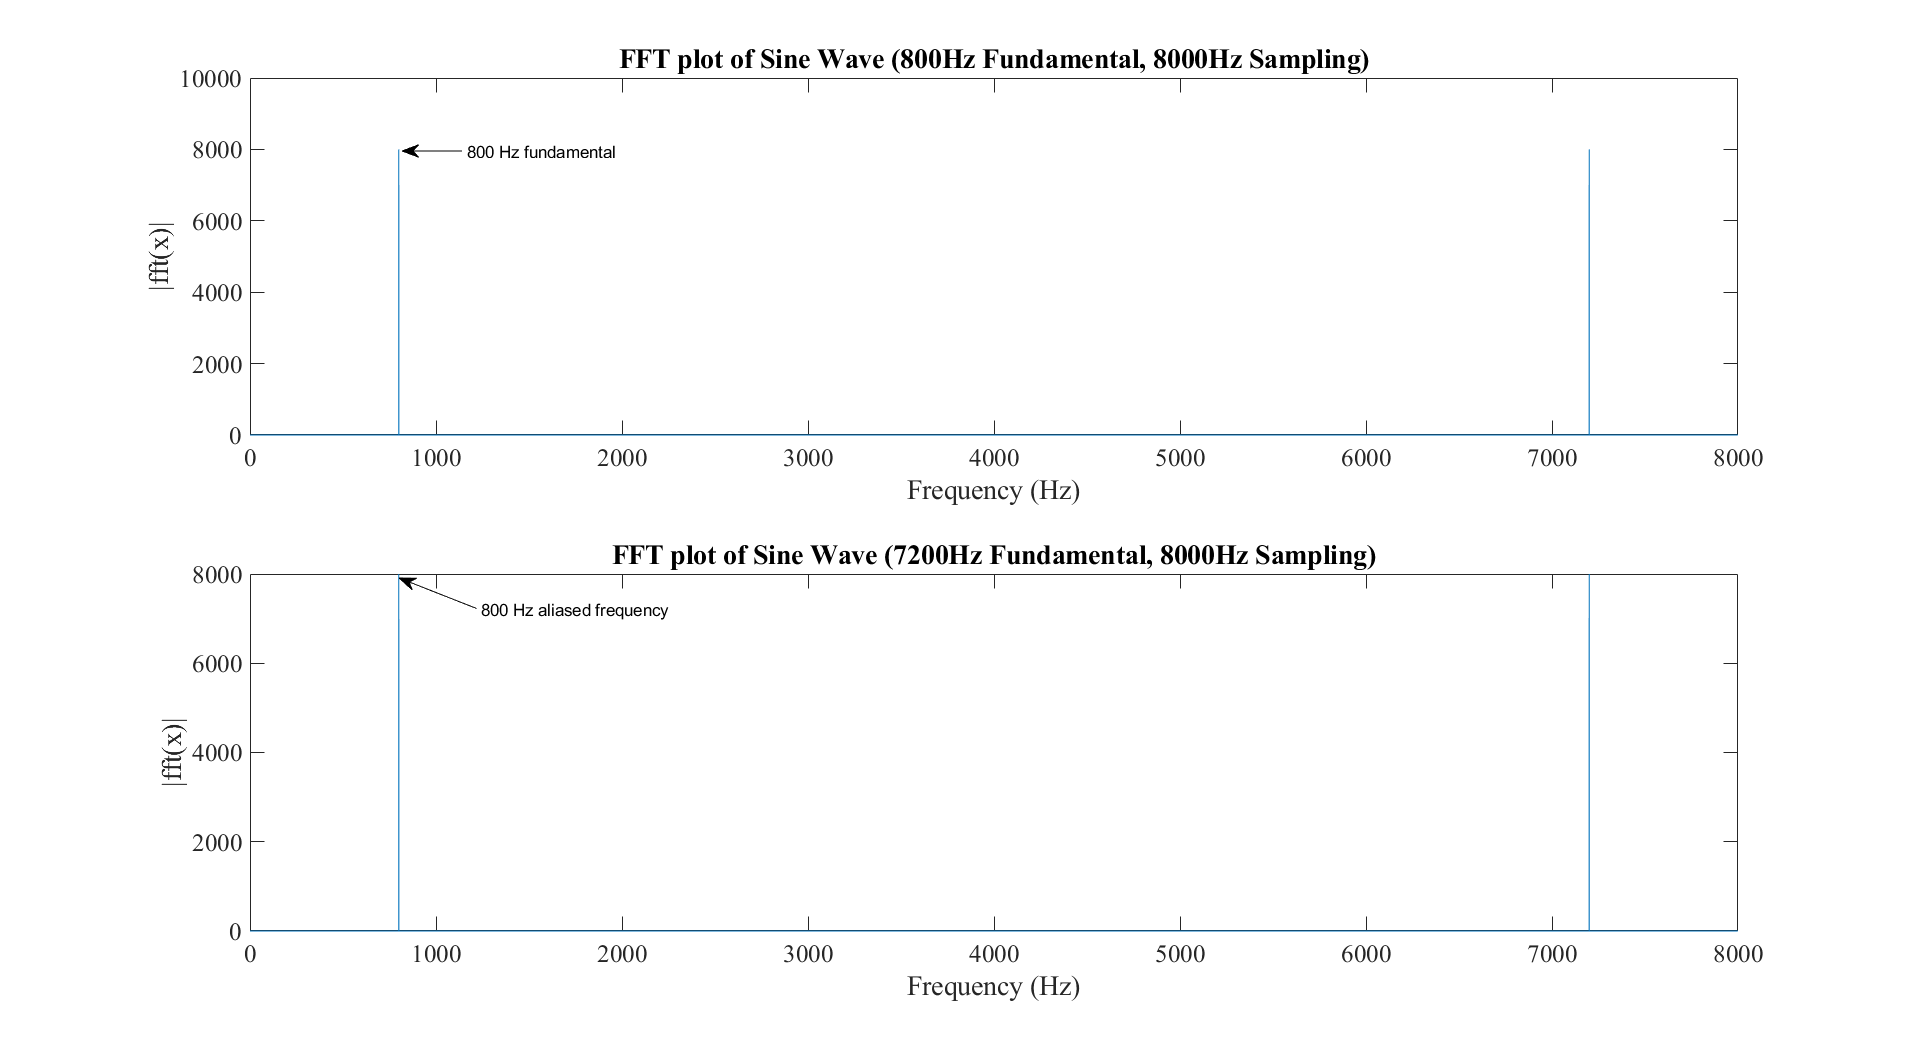 FFT plot of Sine Wave (800Hz Fundamental, 8000Hz Sampling)
10000
8000
6000
4000
2000
0
|fft(x)|
800 Hz fundamental
0 1000 2000 3000 4000 5000 6000 7000 8000
Frequency (Hz)
FFT plot of Sine Wave (7200Hz Fundamental, 8000Hz Sampling)
8000
6000
4000
2000
0
|fft(x)|
800 Hz aliased frequency
0 1000 2000 3000 4000 5000 6000 7000 8000
Frequency (Hz)